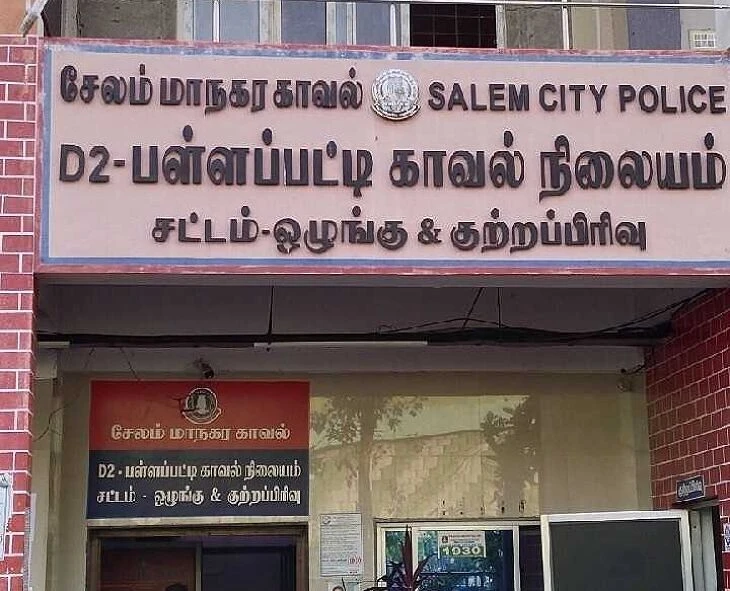 சேலம் மாநகர காவல் SALEM CITY POLICE
D2-பள்ளப்பட்டி காவல் நிலையம்
சட்டம்-ஒழுங்கு & குற்றப்பிரிவு
சேலம் மாநகர காவல்
D2 - பள்ளப்பட்டி காவல் நிலையம்
சட்டம் - ஒழுங்கு & குற்றப்பிரிவு
1030